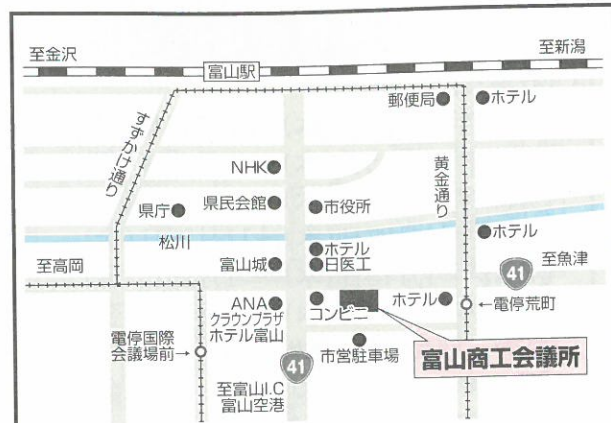 至金沢
至新潟
富山駅
郵便局
ホテル
すずかけ通り
NHK
黄金通り
県庁
県民会館
市役所
松川
ホテル
ホテル
至高岡
富山城
日医工
至魚津
41
ANA
クラウンプラザ
ホテル富山
コンビニ
ホテル
←電停荒町
電停国際
会議場前→
市営駐車場
富山商工会議所
41
至富山I.C
富山空港